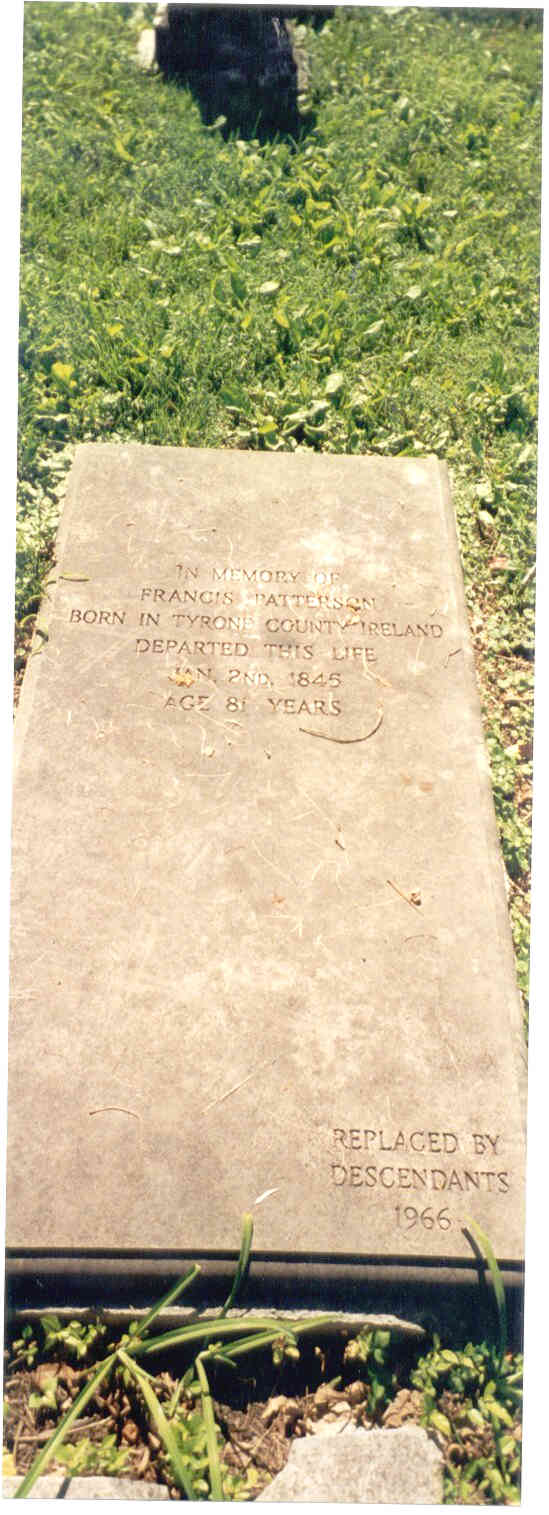 IN MEMORY OF
FRANCIS PATTERSON
BORN IN TYRONE COUNTY IRELAND
DEPARTED THIS LIFE
JAN. 2ND, 1845
AGE 81 YEARS
REPLACED BY
DESCENDANTS
1966